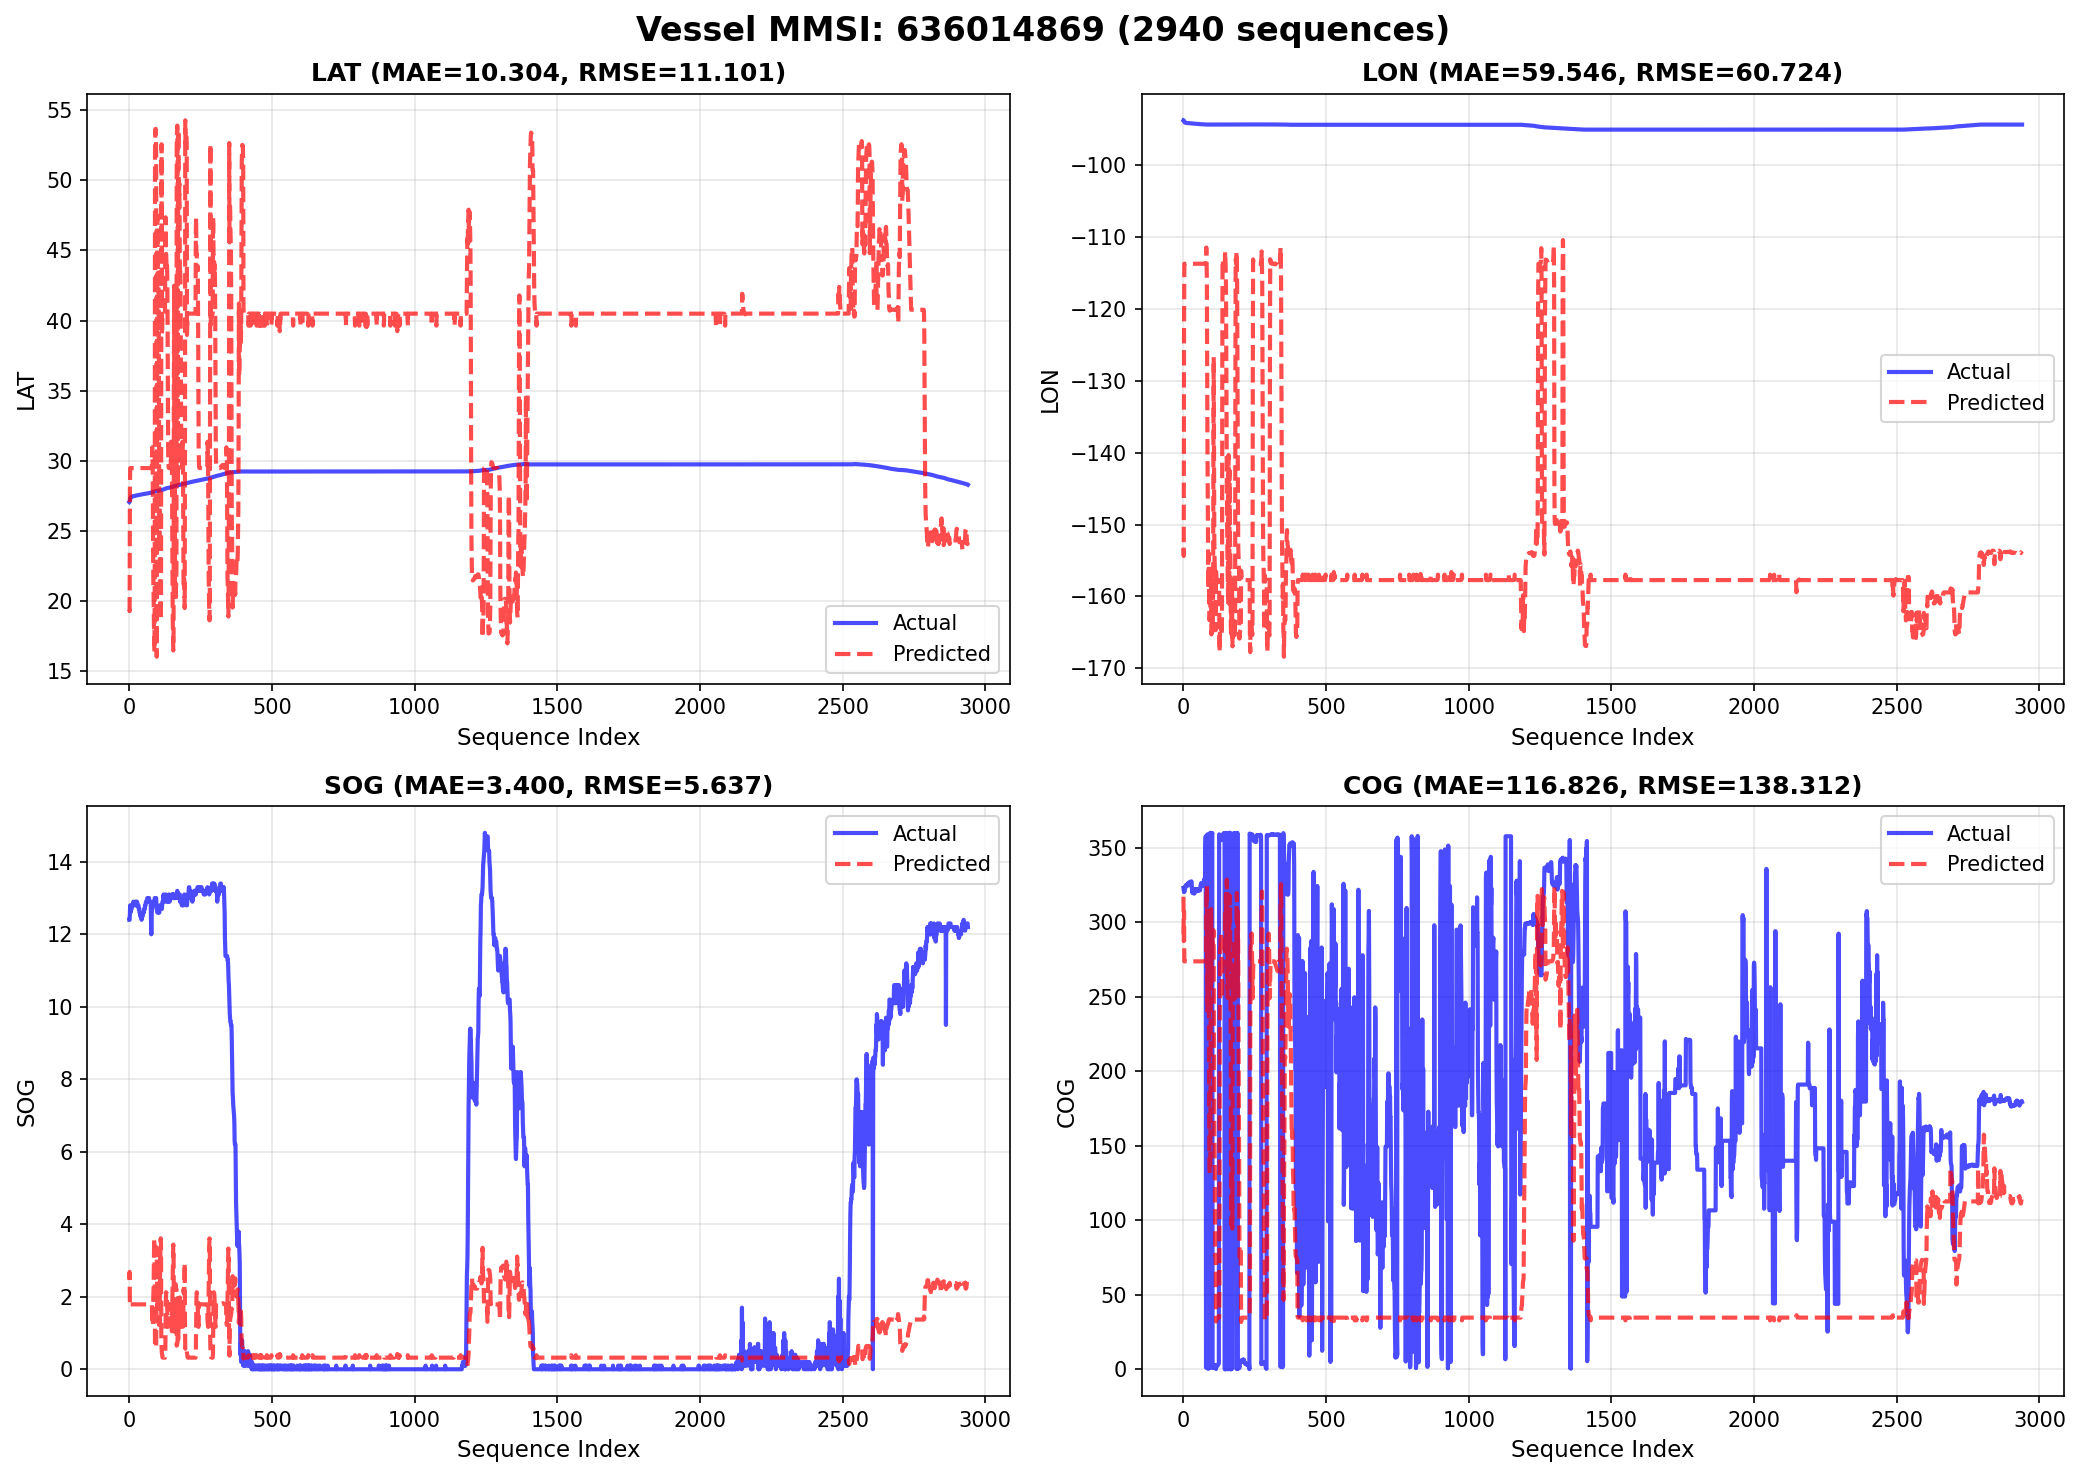 Vessel MMSI: 636014869 (2940 sequences)
LAT (MAE=10.304, RMSE=11.101)
55
50
45
40
35
30
25
20
15
LAT
0 500 1000 1500 2000 2500 3000
Sequence Index
Actual
Predicted
LON (MAE=59.546, RMSE=60.724)
−100
−110
−120
−130
−140
−150
−160
−170
LON
0 500 1000 1500 2000 2500 3000
Sequence Index
Actual
Predicted
SOG (MAE=3.400, RMSE=5.637)
14
12
10
8
6
4
2
0
SOG
0 500 1000 1500 2000 2500 3000
Sequence Index
Actual
Predicted
COG (MAE=116.826, RMSE=138.312)
350
300
250
200
150
100
50
0
COG
0 500 1000 1500 2000 2500 3000
Sequence Index
Actual
Predicted